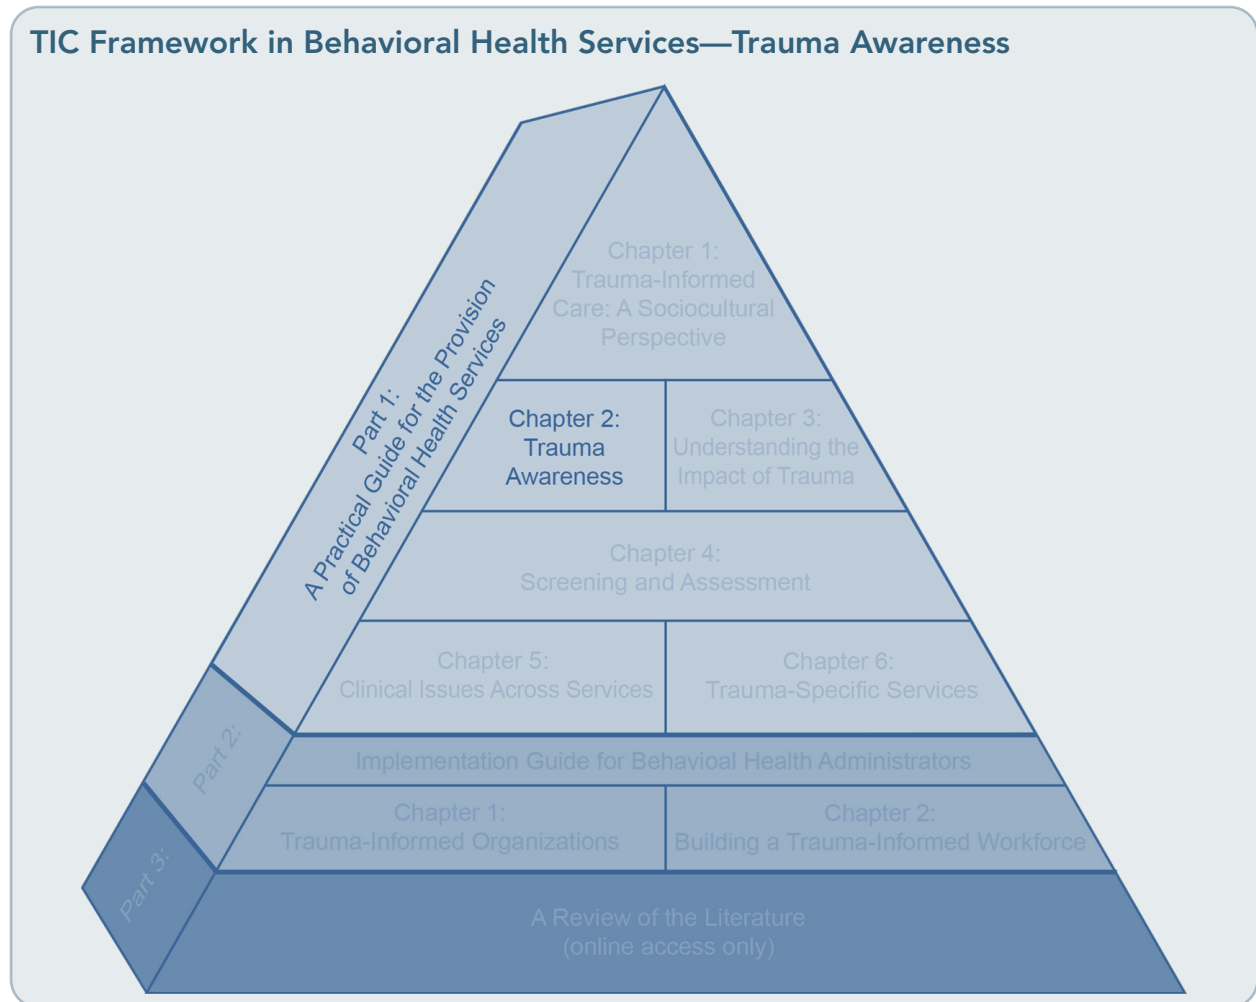 TIC Framework in Behavioral Health Services—Trauma Awareness
Part 1:
A Practical Guide for the Provision
of Behavioral Health Services
Chapter 1:
Trauma-Informed
Care: A Sociocultural
Perspective
Chapter 2:
Trauma
Awareness
Chapter 3:
Understanding the
Impact of Trauma
Chapter 4:
Screening and Assessment
Chapter 5:
Clinical Issues Across Services
Chapter 6:
Trauma-Specific Services
Part 2:
Implementation Guide for Behavioal Health Administrators
Chapter 1:
Trauma-Informed Organizations
Chapter 2:
Building a Trauma-Informed Workforce
Part 3:
A Review of the Literature
(online access only)